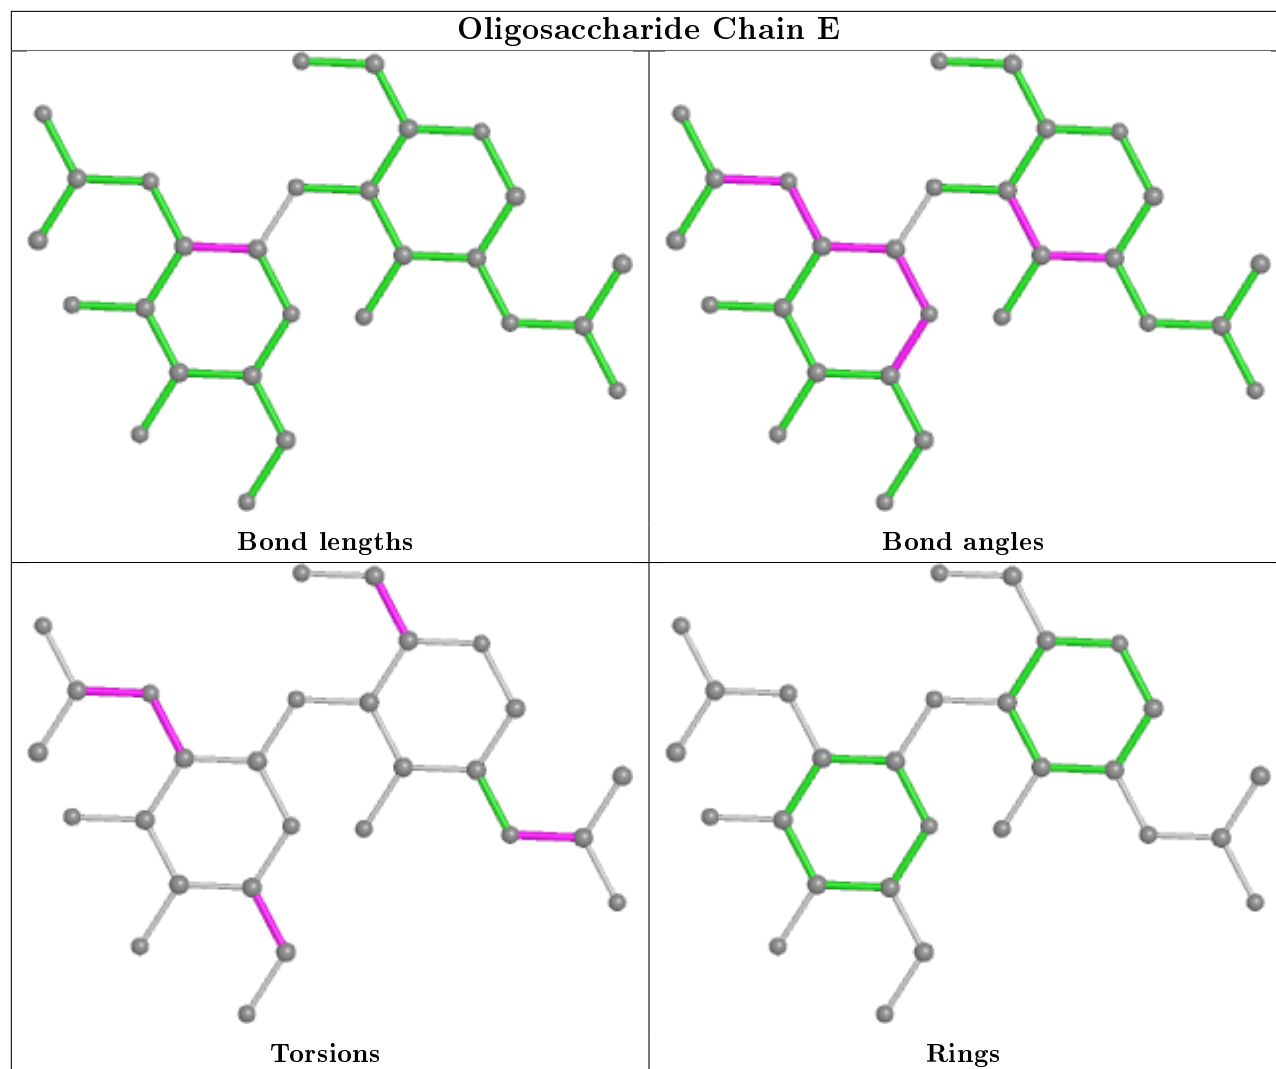 Oligosaccharide Chain E
Bond lengths
Bond angles
Torsions
Rings